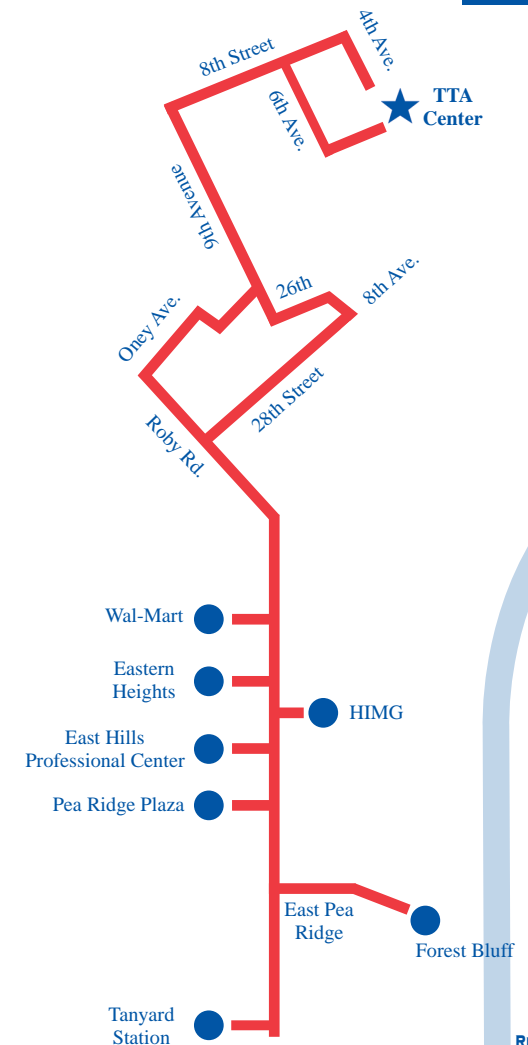 4th Ave.
8th Street
TTA
Center
6th Ave.
9th Avenue
26th
8th Ave.
Oney Ave.
28th Street
Roby Rd.
Wal-Mart
Eastern
Heights
HIMG
East Hills
Professional Center
Pea Ridge Plaza
East Pea
Ridge
Forest Bluff
Tanyard
Station